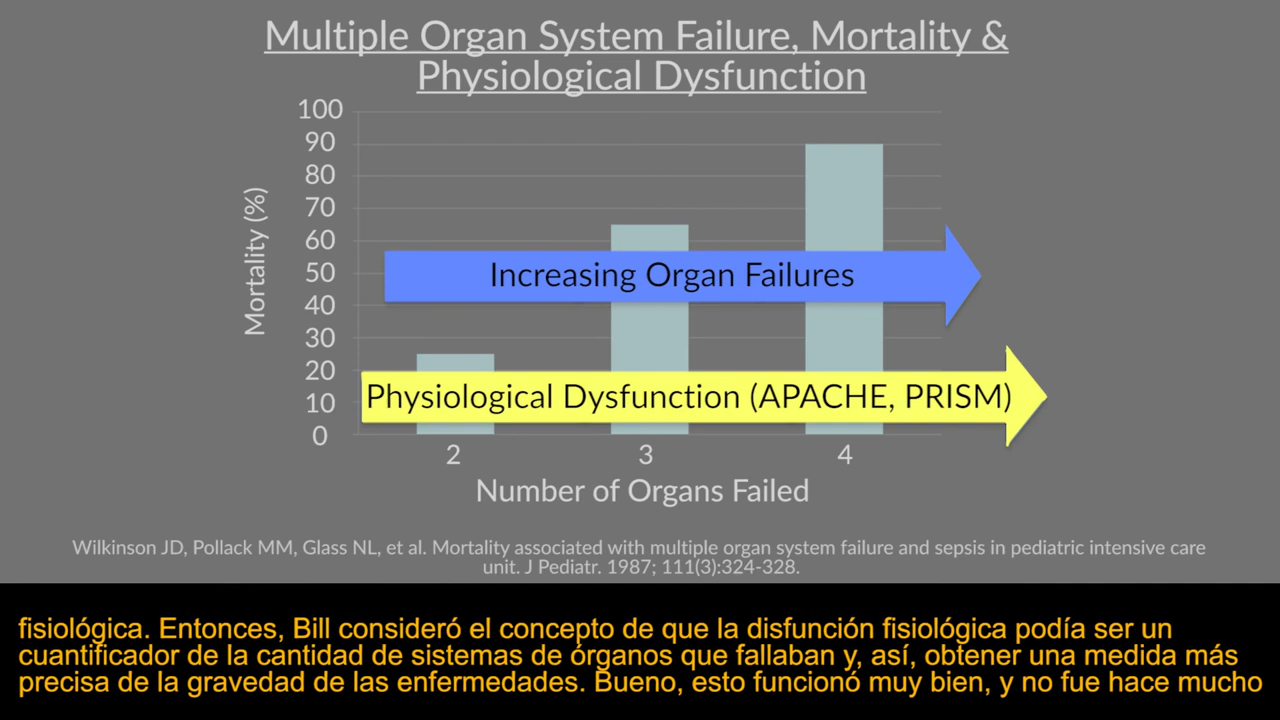 Multiple Organ System Failure, Mortality &
Physiological Dysfunction
100
90
80
70
60
50
40
30
20
10
0
Mortality (%)
Increasing Organ Failures
Physiological Dysfunction (APACHE, PRISM)
2
3
4
Number of Organs Failed
Wilkinson JD, Pollack MM, Glass NL, et al. Mortality associated with multiple organ system failure and sepsis in pediatric intensive care
unit. J Pediatr. 1987; 111(3):324-328.
fisiológica. Entonces, Bill consideró el concepto de que la disfunción fisiológica podía ser un
cuantificador de la cantidad de sistemas de órganos que fallaban y, así, obtener una medida más
precisa de la gravedad de las enfermedades. Bueno, esto funcionó muy bien, y no fue hace mucho